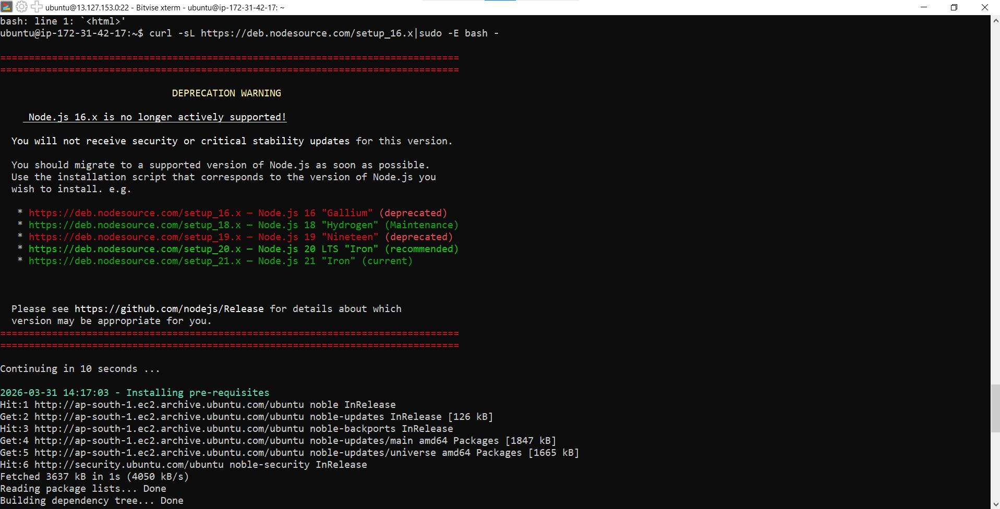 ubuntu@13.127.153.0:22 - Bitvise xterm - ubuntu@ip-172-31-42-17: ~
bash: line 1: `<html>'
ubuntu@ip-172-31-42-17:~$ curl -sL https://deb.nodesource.com/setup_16.x|sudo -E bash -
================================================================================
================================================================================
DEPRECATION WARNING
Node.js 16.x is no longer actively supported!
You will not receive security or critical stability updates for this version.
You should migrate to a supported version of Node.js as soon as possible.
Use the installation script that corresponds to the version of Node.js you
wish to install. e.g.
* https://deb.nodesource.com/setup_16.x — Node.js 16 "Gallium" (deprecated)
* https://deb.nodesource.com/setup_18.x — Node.js 18 "Hydrogen" (Maintenance)
* https://deb.nodesource.com/setup_19.x — Node.js 19 "Nineteen" (deprecated)
* https://deb.nodesource.com/setup_20.x — Node.js 20 LTS "Iron" (recommended)
* https://deb.nodesource.com/setup_21.x — Node.js 21 "Iron" (current)
Please see https://github.com/nodejs/Release for details about which
version may be appropriate for you.
================================================================================
================================================================================
Continuing in 10 seconds ...
2026-03-31 14:17:03 - Installing pre-requisites
Hit:1 http://ap-south-1.ec2.archive.ubuntu.com/ubuntu noble InRelease
Get:2 http://ap-south-1.ec2.archive.ubuntu.com/ubuntu noble-updates InRelease [126 kB]
Hit:3 http://ap-south-1.ec2.archive.ubuntu.com/ubuntu noble-backports InRelease
Get:4 http://ap-south-1.ec2.archive.ubuntu.com/ubuntu noble-updates/main amd64 Packages [1847 kB]
Get:5 http://ap-south-1.ec2.archive.ubuntu.com/ubuntu noble-updates/universe amd64 Packages [1665 kB]
Hit:6 http://security.ubuntu.com/ubuntu noble-security InRelease
Fetched 3637 kB in 1s (4050 kB/s)
Reading package lists... Done
Building dependency tree... Done